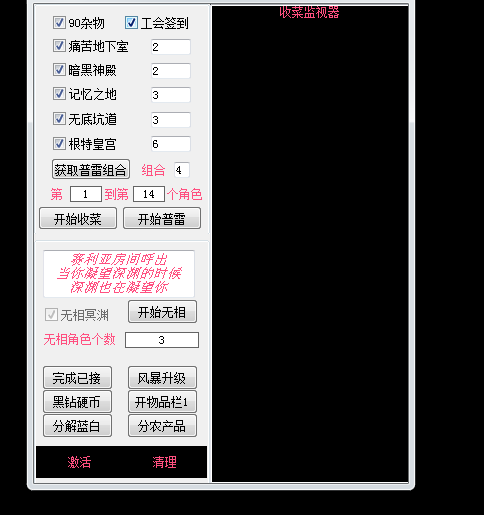 收菜监视器
90杂物 工会签到
痛苦地下室 2
暗黑神殿 2
记忆之地 3
无底坑道 3
根特皇宫 6
获取普雷组合 组合 4
第 1 到第 14 个角色
开始收菜 开始普雷
赛利亚房间呼出
当你凝望深渊的时候
深渊也在凝望你
无相冥渊 开始无相
无相角色个数 3
完成已接 风暴升级
黑钻硬币 开物品栏1
分解蓝白 分农产品
激活 清理